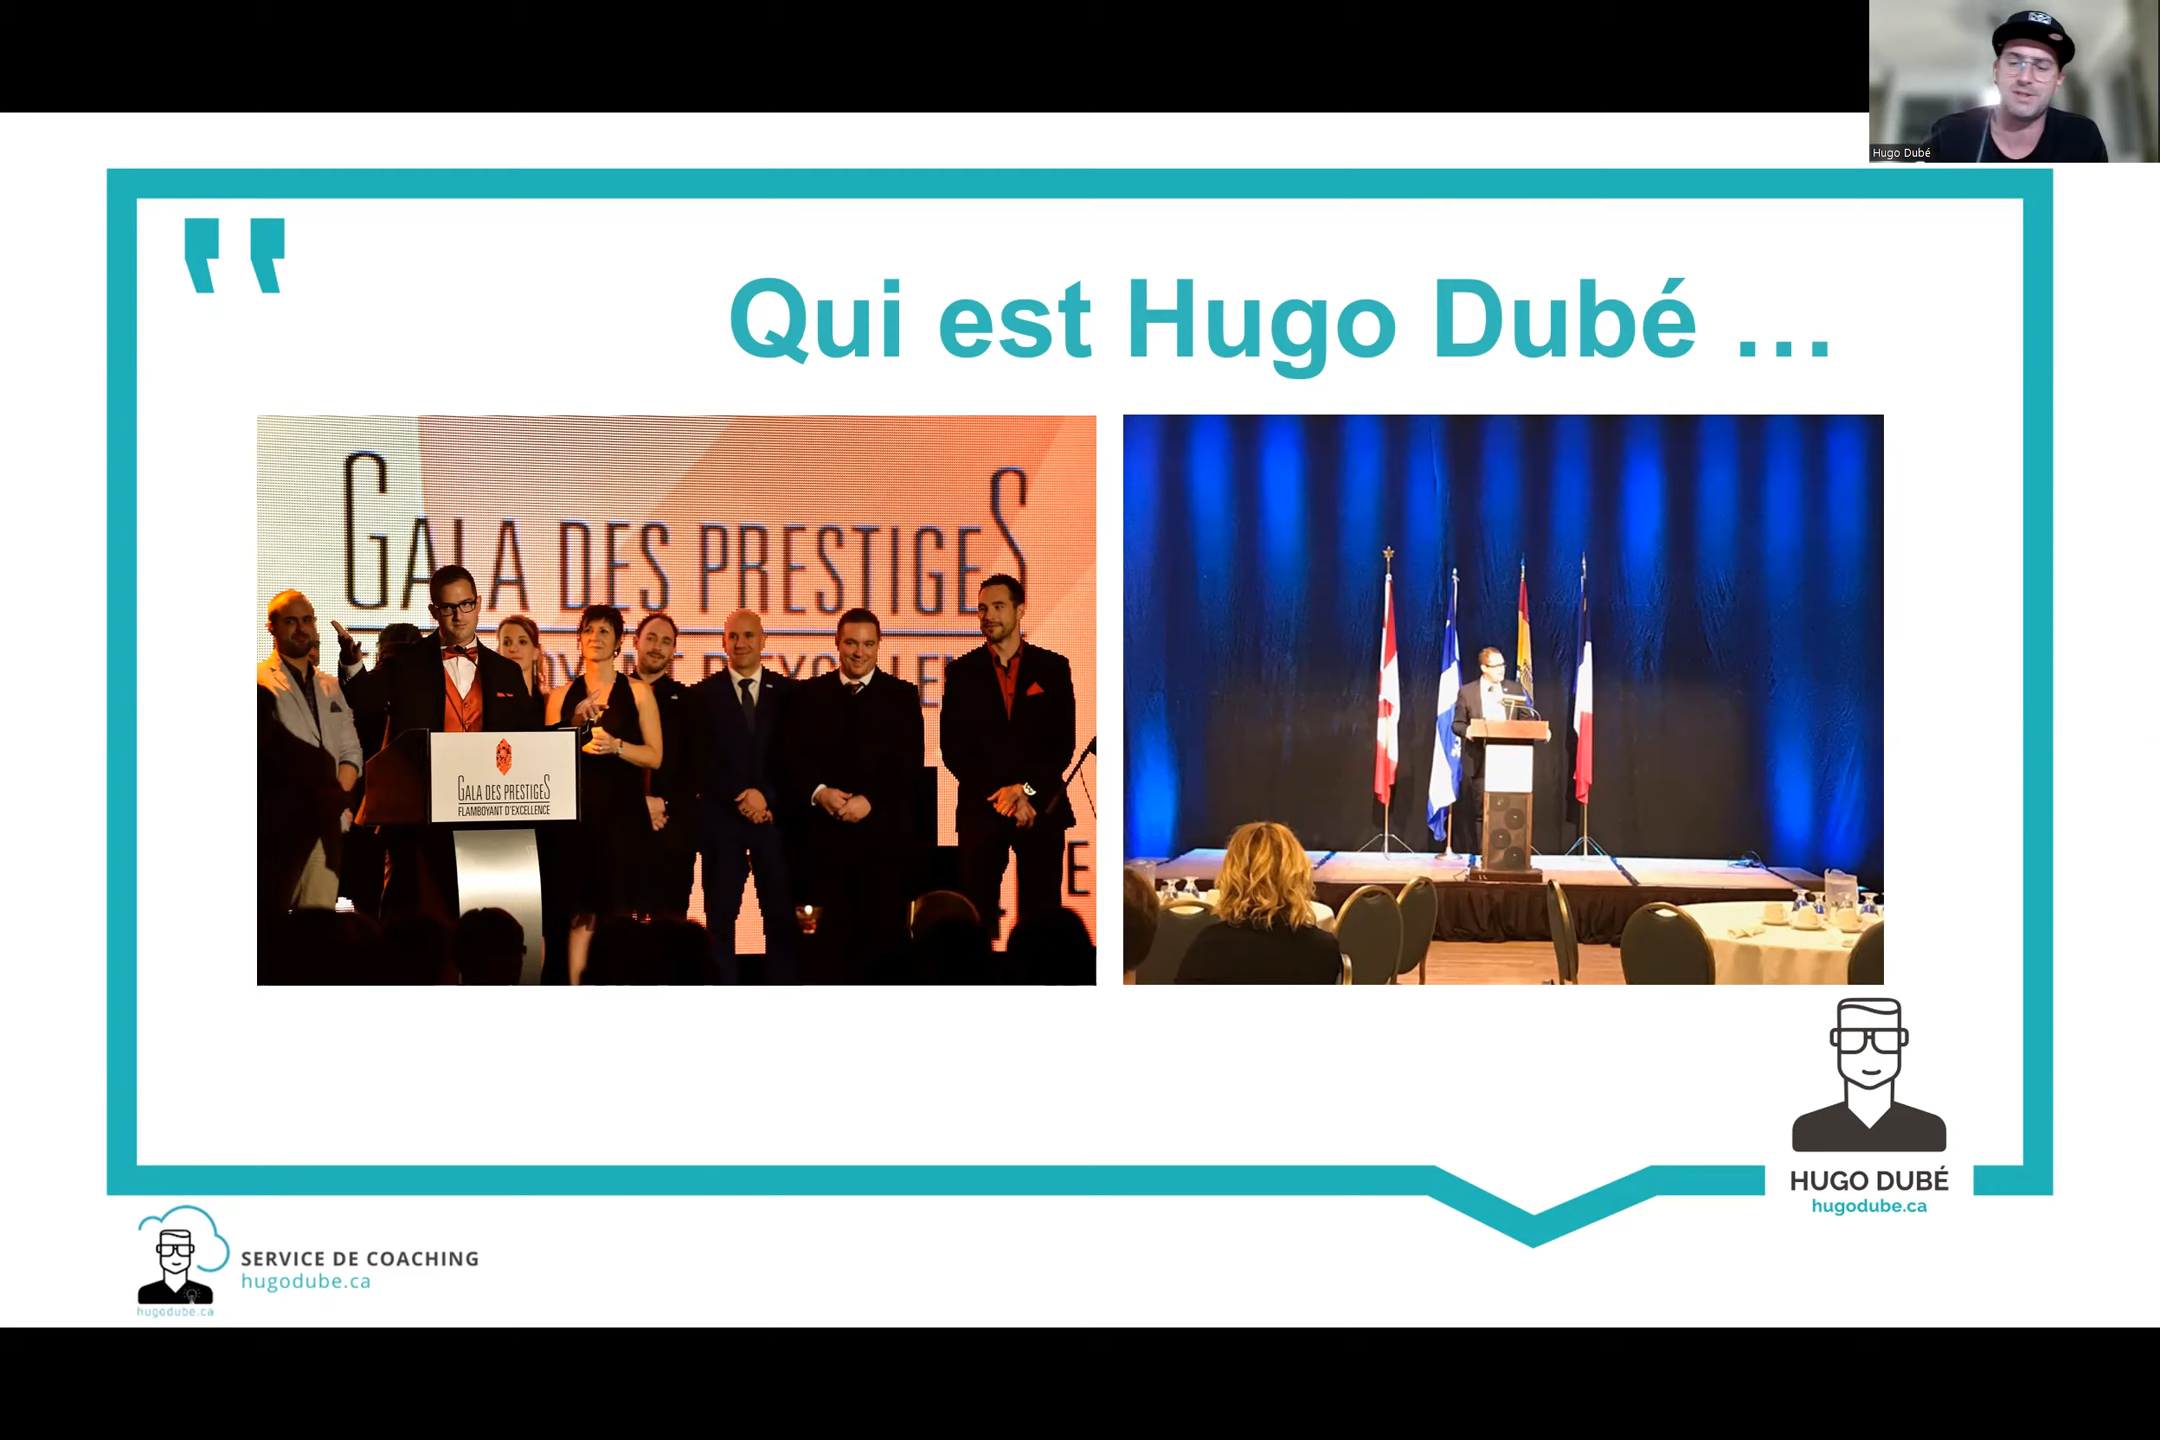 Hugo Dubé
Qui est Hugo Dubé ...
GALA DES PRESTIGES
GALA DES PRESTIGES
FLAMBOYANT D'EXCELLENCE
HUGO DUBÉ
hugodube.ca
SERVICE DE COACHING
hugodube.ca
hugodube.ca